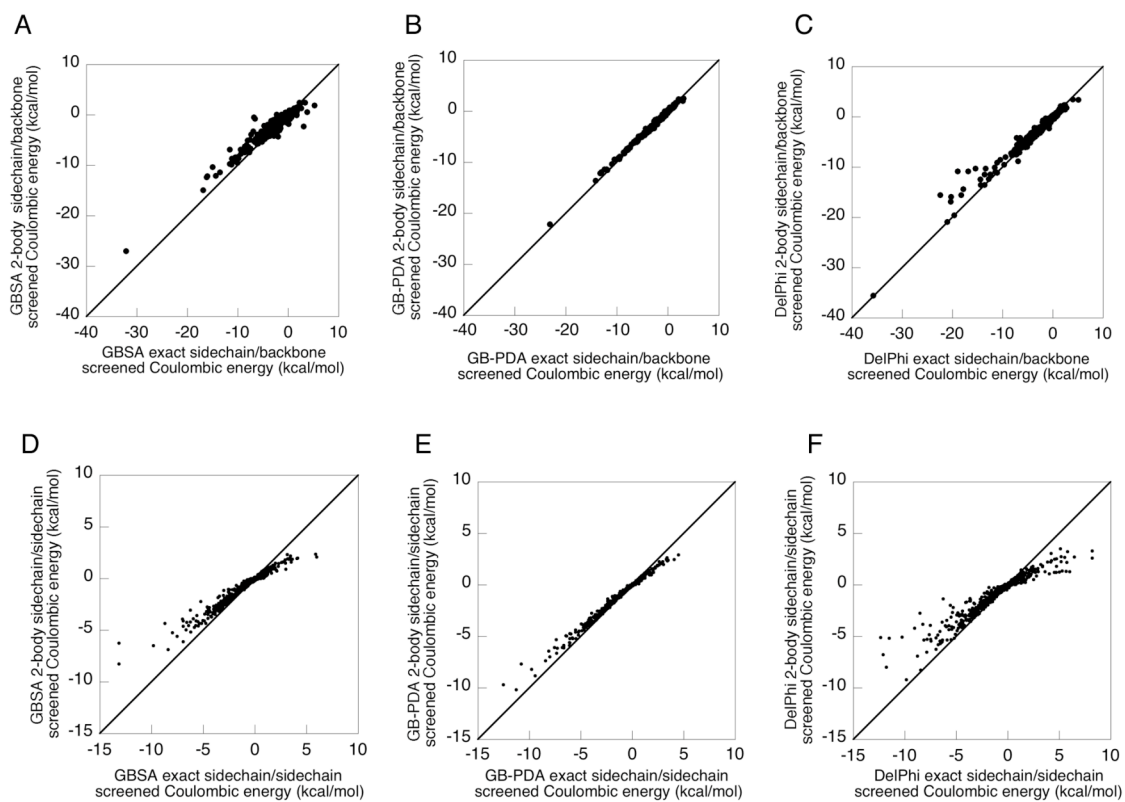 A
GBSA 2-body sidechain/backbone
screened Coulombic energy (kcal/mol)
10
0
-10
-20
-30
-40
-40 -30 -20 -10 0 10
GBSA exact sidechain/backbone
screened Coulombic energy (kcal/mol)
B
GB-PDA 2-body sidechain/backbone
screened Coulombic energy (kcal/mol)
10
0
-10
-20
-30
-40
-40 -30 -20 -10 0 10
GB-PDA exact sidechain/backbone
screened Coulombic energy (kcal/mol)
C
DelPhi 2-body sidechain/backbone
screened Coulombic energy (kcal/mol)
10
0
-10
-20
-30
-40
-40 -30 -20 -10 0 10
DelPhi exact sidechain/backbone
screened Coulombic energy (kcal/mol)
D
GBSA 2-body sidechain/sidechain
screened Coulombic energy (kcal/mol)
10
5
0
-5
-10
-15
-15 -10 -5 0 5 10
GBSA exact sidechain/sidechain
screened Coulombic energy (kcal/mol)
E
GB-PDA 2-body sidechain/sidechain
screened Coulombic energy (kcal/mol)
10
5
0
-5
-10
-15
-15 -10 -5 0 5 10
GB-PDA exact sidechain/sidechain
screened Coulombic energy (kcal/mol)
F
DelPhi 2-body sidechain/sidechain
screened Coulombic energy (kcal/mol)
10
5
0
-5
-10
-15
-15 -10 -5 0 5 10
DelPhi exact sidechain/sidechain
screened Coulombic energy (kcal/mol)